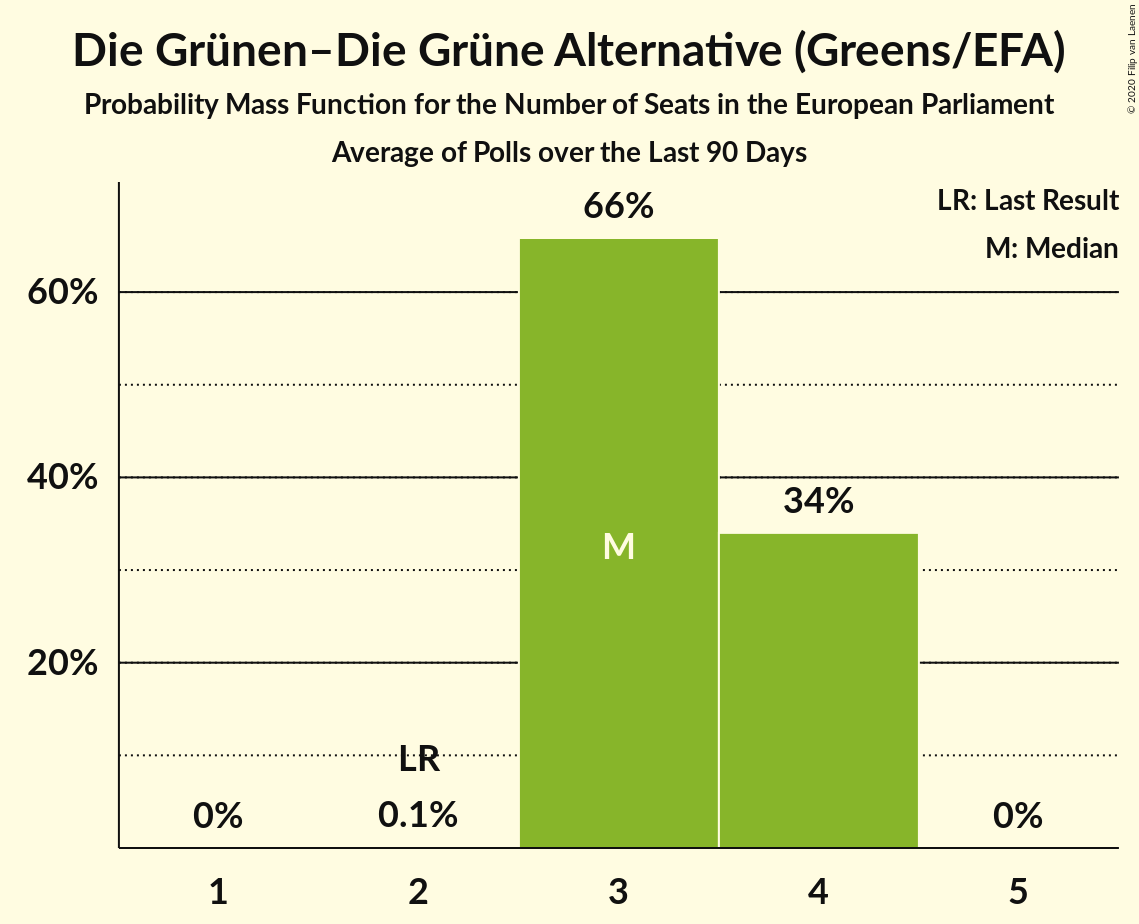 Die Grünen–Die Grüne Alternative (Greens/EFA)
Probability Mass Function for the Number of Seats in the European Parliament
Average of Polls over the Last 90 Days
© 2020 Filip van Laenen
LR: Last Result
M: Median
66%
60%
40%
34%
M
20%
LR
0%
0.1%
0%
1
2
3
4
5